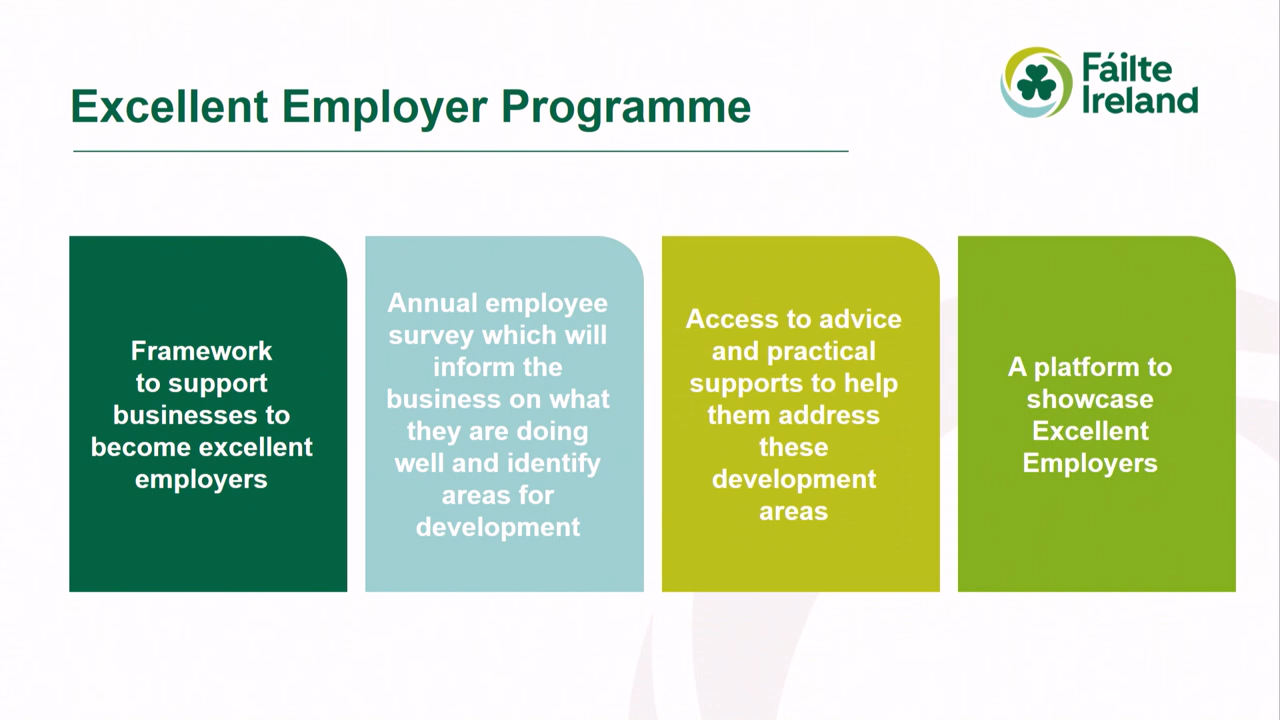 Excellent Employer Programme
Fáilte
Ireland
Framework
to support
businesses to
become excellent
employers
Annual employee
survey which will
inform the
business on what
they are doing
well and identify
areas for
development
Access to advice
and practical
supports to help
them address
these
development
areas
A platform to
showcase
Excellent
Employers